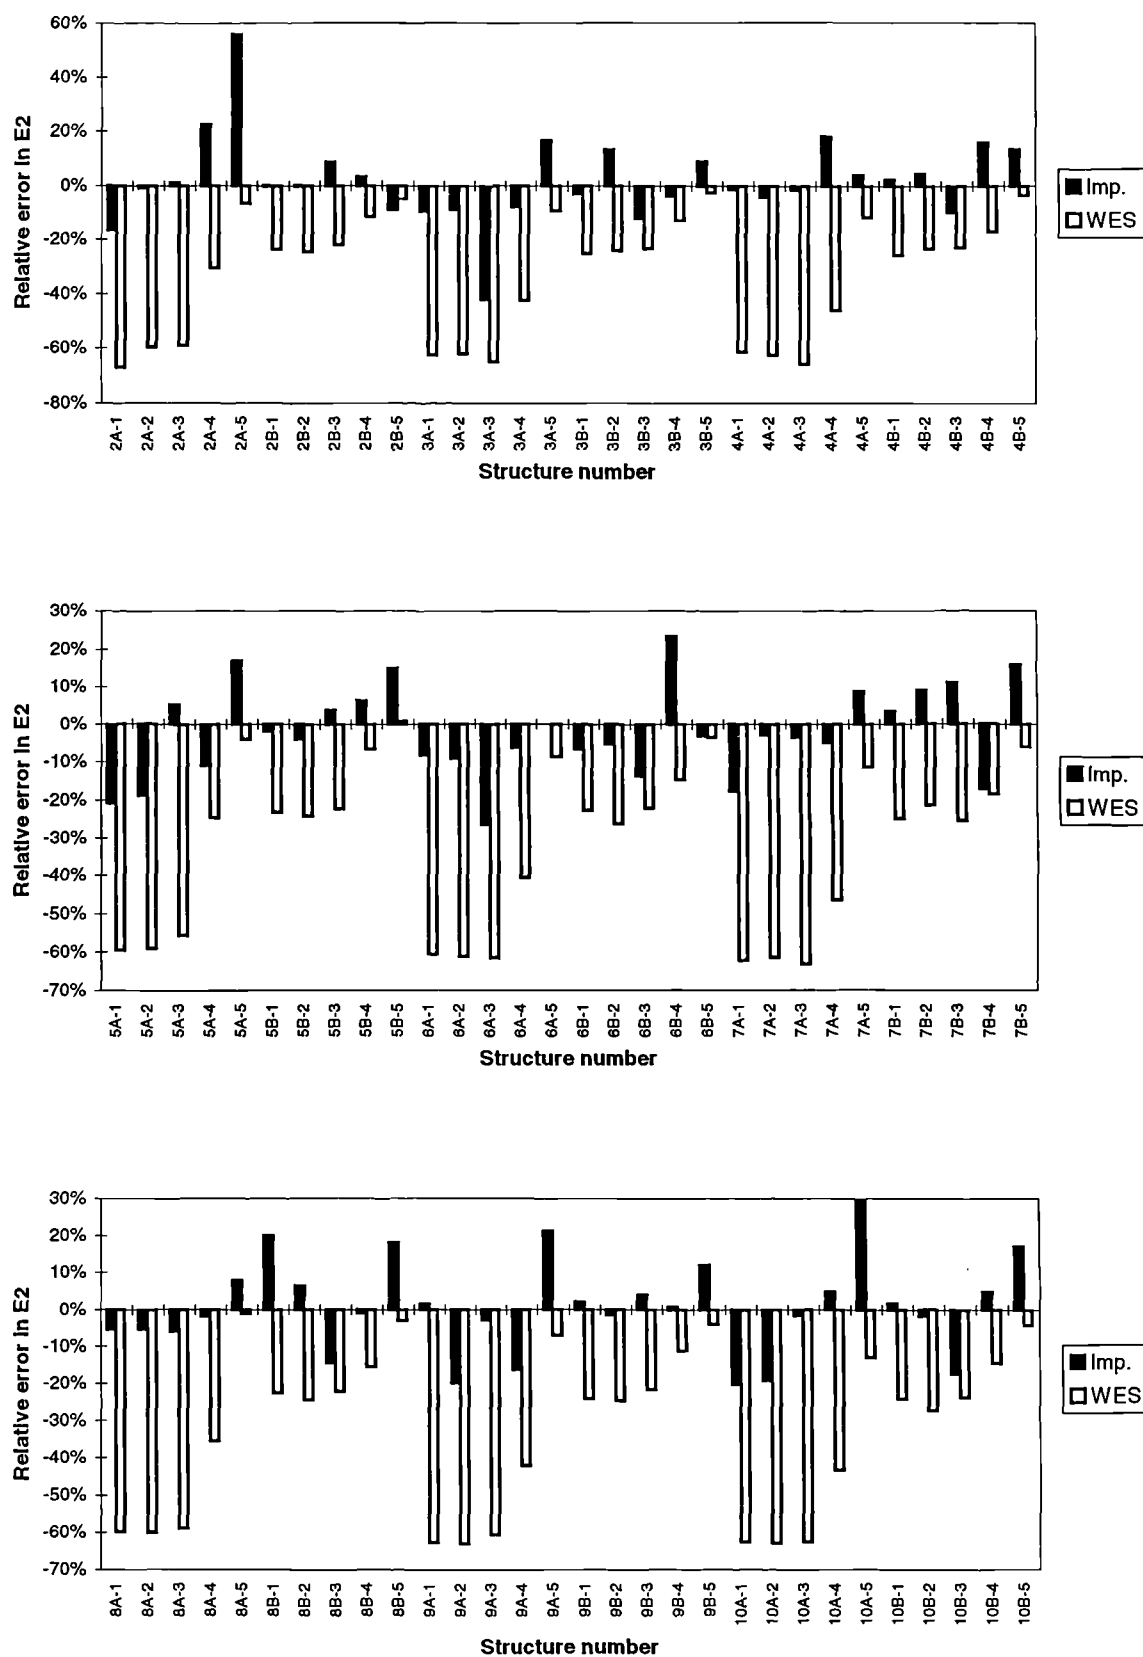 60%
40%
20%
0%
-20%
-40%
-60%
-80%
Relative error in E2
2A-1 2A-2 2A-3 2A-4 2A-5 2B-1 2B-2 2B-3 2B-4 2B-5 3A-1 3A-2 3A-3 3A-4 3A-5 3B-1 3B-2 3B-3 3B-4 3B-5 4A-1 4A-2 4A-3 4A-4 4A-5 4B-1 4B-2 4B-3 4B-4 4B-5
Structure number
Imp.
WES
30%
20%
10%
0%
-10%
-20%
-30%
-40%
-50%
-60%
-70%
Relative error in E2
5A-1 5A-2 5A-3 5A-4 5A-5 5B-1 5B-2 5B-3 5B-4 5B-5 6A-1 6A-2 6A-3 6A-4 6A-5 6B-1 6B-2 6B-3 6B-4 6B-5 7A-1 7A-2 7A-3 7A-4 7A-5 7B-1 7B-2 7B-3 7B-4 7B-5
Structure number
Imp.
WES
30%
20%
10%
0%
-10%
-20%
-30%
-40%
-50%
-60%
-70%
Relative error in E2
8A-1 8A-2 8A-3 8A-4 8A-5 8B-1 8B-2 8B-3 8B-4 8B-5 9A-1 9A-2 9A-3 9A-4 9A-5 9B-1 9B-2 9B-3 9B-4 9B-5 10A-1 10A-2 10A-3 10A-4 10A-5 10B-1 10B-2 10B-3 10B-4 10B-5
Structure number
Imp.
WES